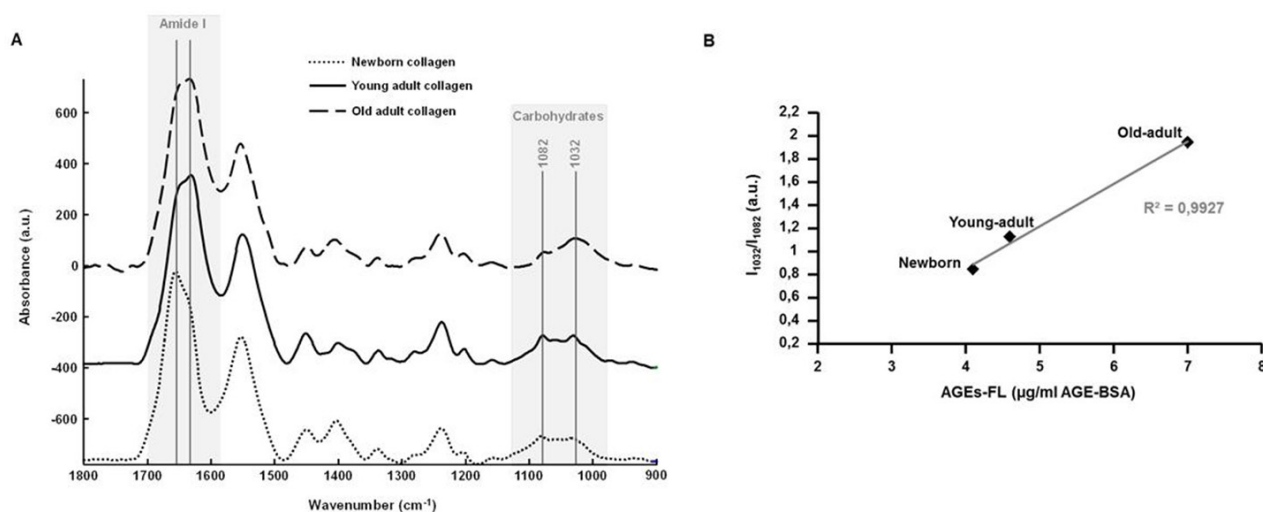 A
Amide I
Newborn collagen
Young adult collagen
Old adult collagen
Carbohydrates
1082
1032
Absorbance (a.u.)
600
400
200
0
-200
-400
-600
1800 1700 1600 1500 1400 1300 1200 1100 1000 900
Wavenumber (cm⁻¹)
B
I₁₀₃₂/I₁₀₈₂ (a.u.)
2,2
2
1,8
1,6
1,4
1,2
1
0,8
0,6
0,4
0,2
Old-adult
Young-adult
Newborn
R² = 0,9927
2 3 4 5 6 7 8
AGEs-FL (µg/ml AGE-BSA)